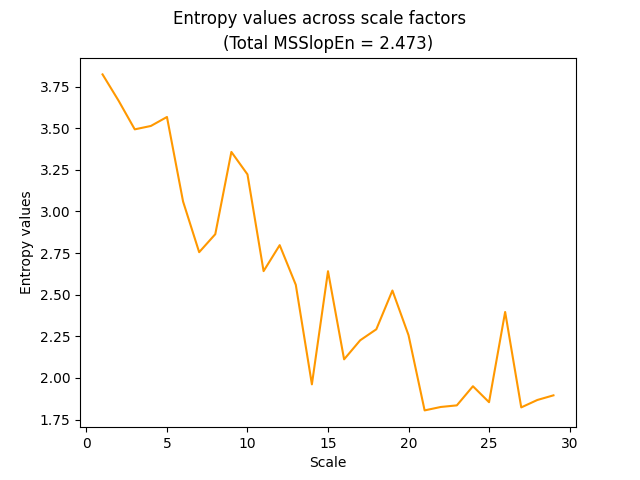 Entropy values across scale factors
(Total MSSlopEn = 2.473)
3.75
3.50
3.25
3.00
2.75
2.50
2.25
2.00
1.75
Entropy values
0 5 10 15 20 25 30
Scale